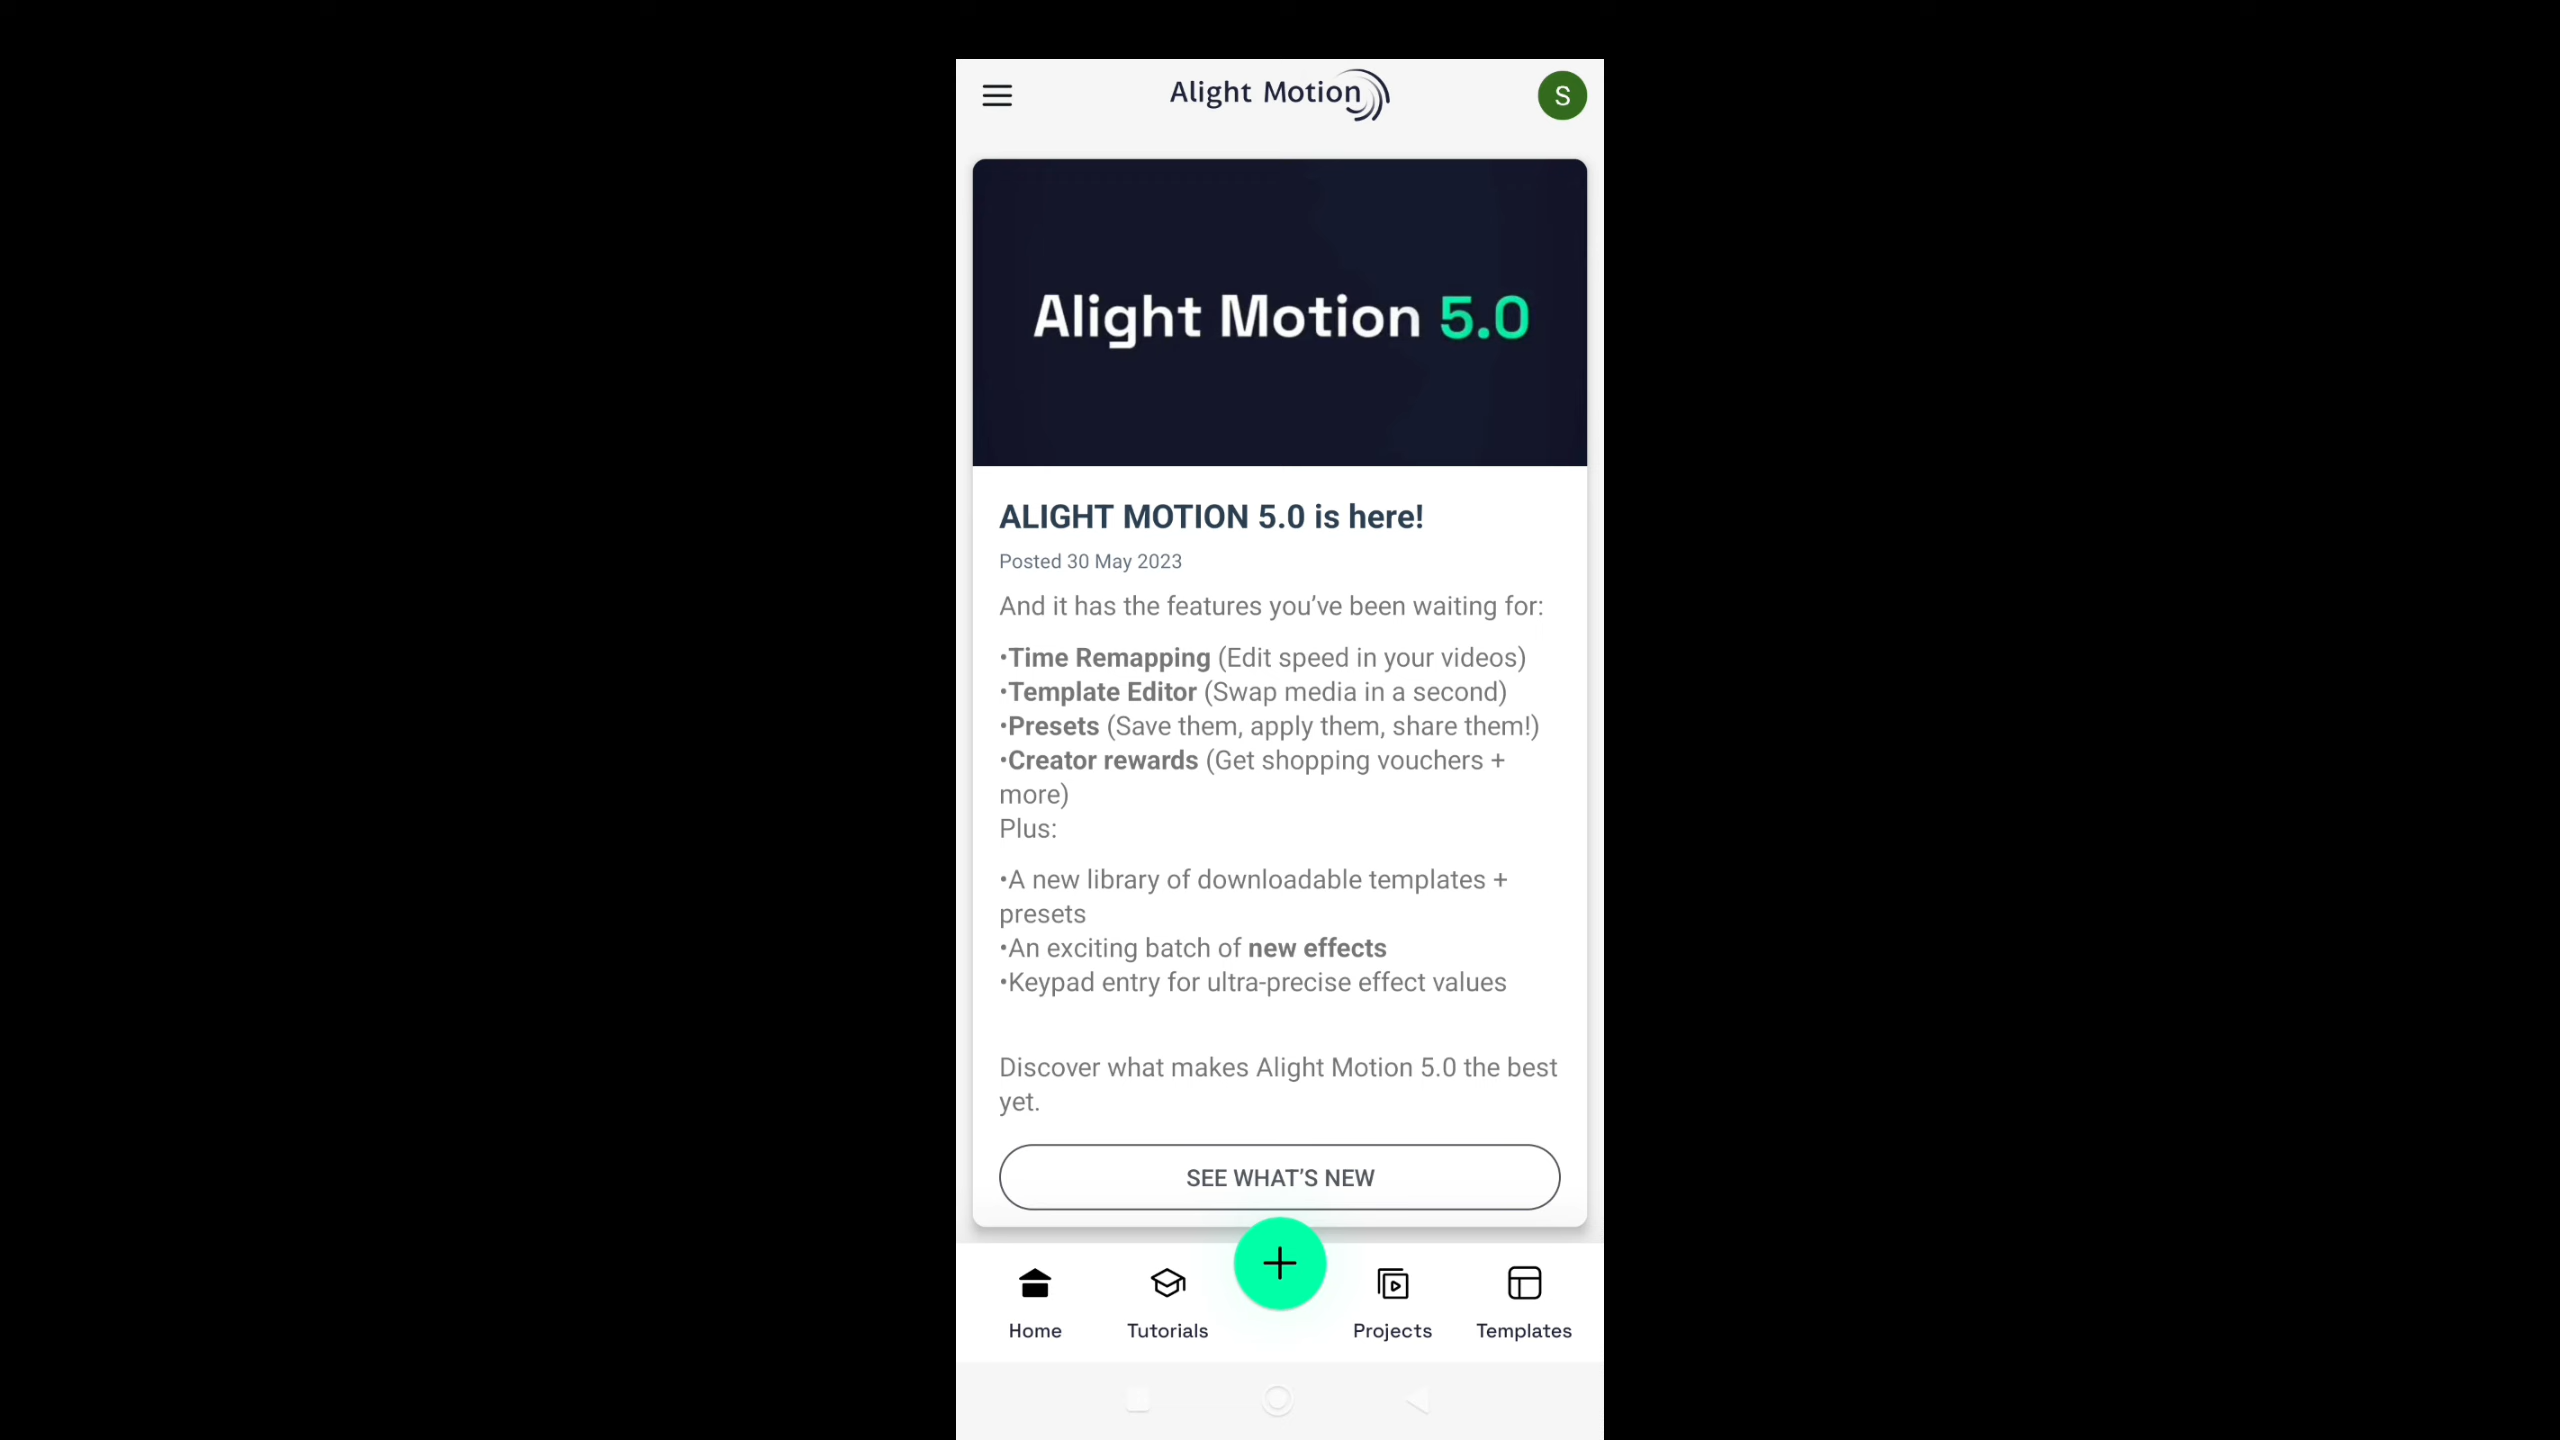 Alight Motion
S
Alight Motion 5.0
ALIGHT MOTION 5.0 is here!
Posted 30 May 2023
And it has the features you’ve been waiting for:
•Time Remapping (Edit speed in your videos)
•Template Editor (Swap media in a second)
•Presets (Save them, apply them, share them!)
•Creator rewards (Get shopping vouchers +
more)
Plus:
•A new library of downloadable templates +
presets
•An exciting batch of new effects
•Keypad entry for ultra-precise effect values
Discover what makes Alight Motion 5.0 the best
yet.
SEE WHAT’S NEW
Home
Tutorials
Projects
Templates